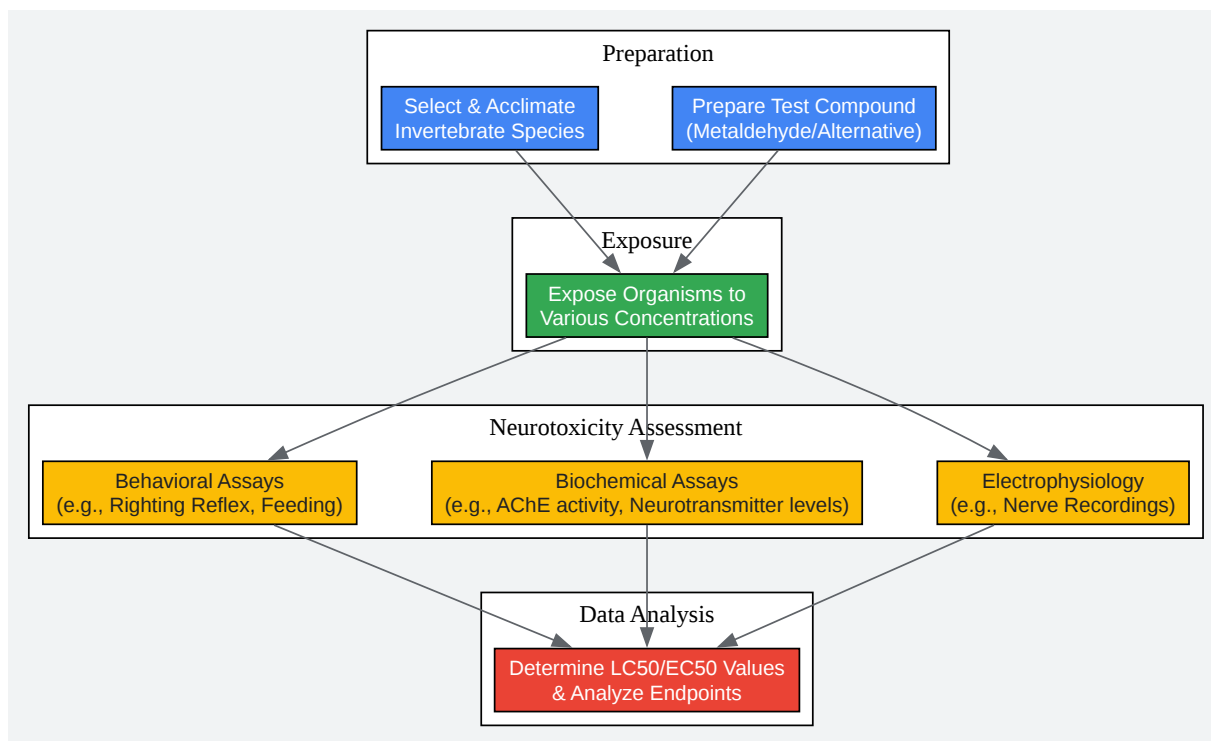 Preparation
Select & Acclimate
Invertebrate Species
Prepare Test Compound
(Metaldehyde/Alternative)
Exposure
Expose Organisms to
Various Concentrations
Neurotoxicity Assessment
Behavioral Assays
(e.g., Righting Reflex, Feeding)
Biochemical Assays
(e.g., AChE activity, Neurotransmitter levels)
Electrophysiology
(e.g., Nerve Recordings)
Data Analysis
Determine LC50/EC50 Values
& Analyze Endpoints